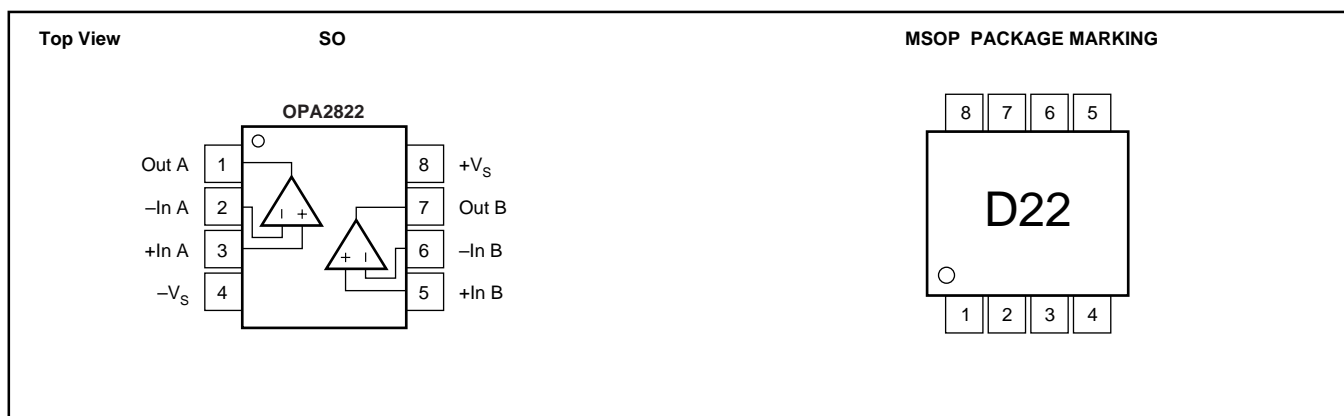 Top View
SO
MSOP PACKAGE MARKING
OPA2822
Out A 1
–In A 2
+In A 3
–VS 4
8 +VS
7 Out B
6 –In B
5 +In B
– +
+ –
8 7 6 5
D22
1 2 3 4